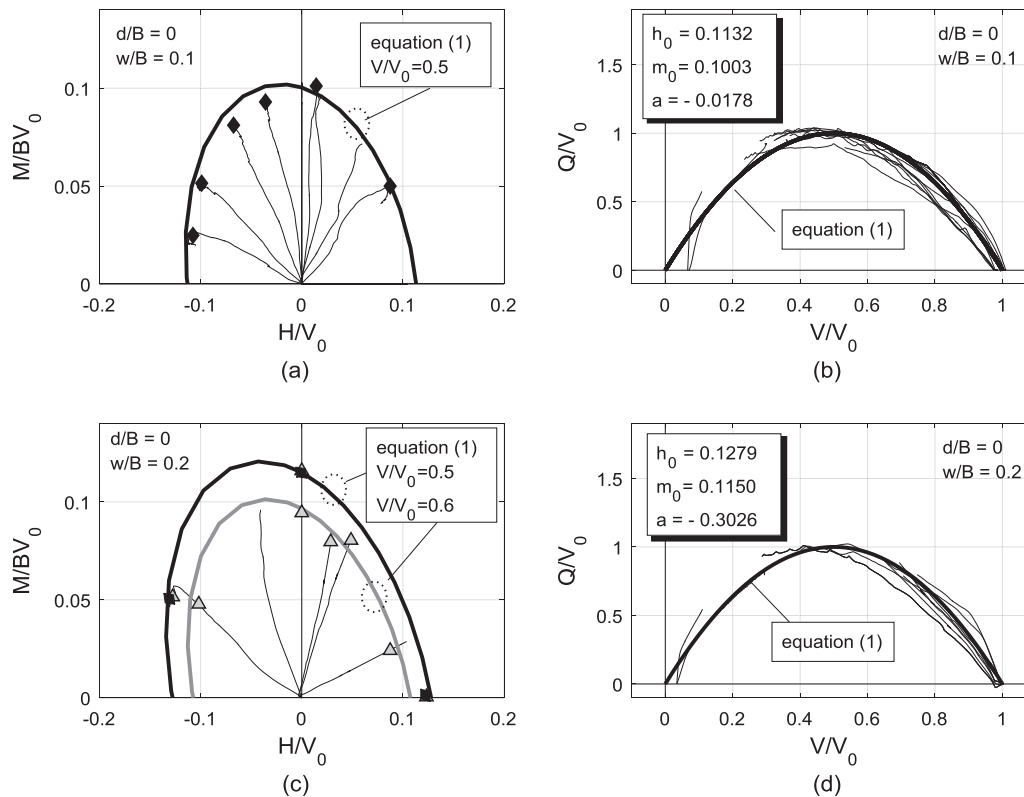 d/B = 0
w/B = 0.1
equation (1)
V/V0=0.5
M/BV0
0.1
0.05
0
-0.2
-0.1
0
0.1
0.2
H/V0
(a)
h0 = 0.1132
m0 = 0.1003
a = - 0.0178
d/B = 0
w/B = 0.1
equation (1)
Q/V0
1.5
1
0.5
0
0
0.2
0.4
0.6
0.8
1
V/V0
(b)
d/B = 0
w/B = 0.2
equation (1)
V/V0=0.5
V/V0=0.6
M/BV0
0.1
0.05
0
-0.2
-0.1
0
0.1
0.2
H/V0
(c)
h0 = 0.1279
m0 = 0.1150
a = - 0.3026
d/B = 0
w/B = 0.2
equation (1)
Q/V0
1.5
1
0.5
0
0
0.2
0.4
0.6
0.8
1
V/V0
(d)